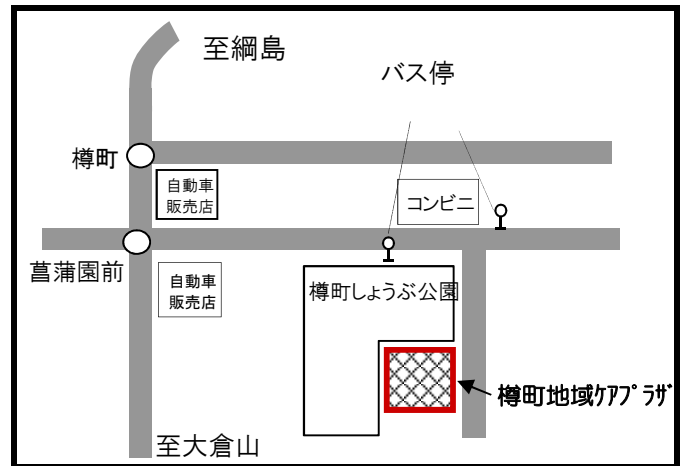 至綱島
バス停
樽町
自動車
販売店
コンビニ
菖蒲園前
自動車
販売店
樽町しょうぶ公園
樽町地域ｹｱﾌﾟﾗｻﾞ
至大倉山